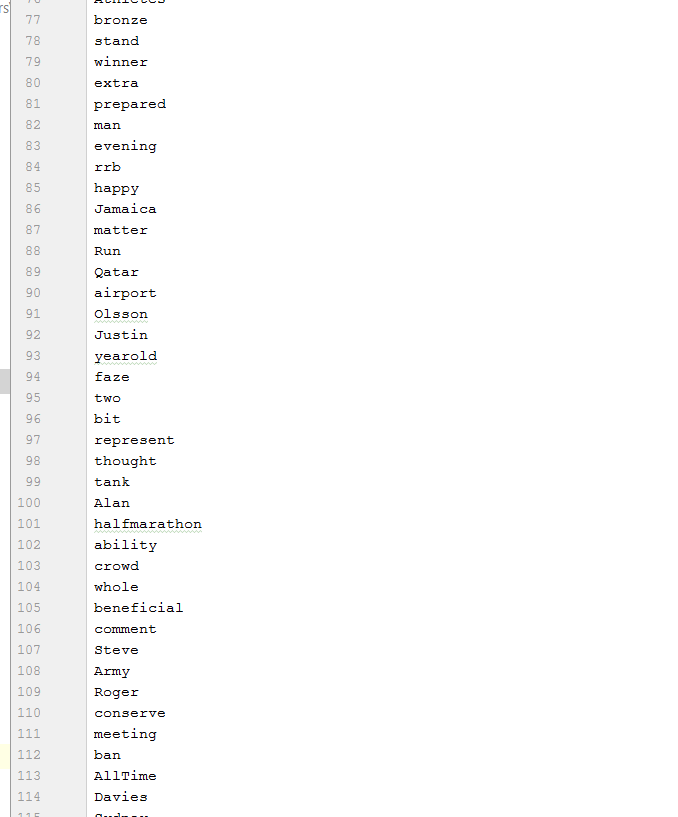 77 bronze
78 stand
79 winner
80 extra
81 prepared
82 man
83 evening
84 rrb
85 happy
86 Jamaica
87 matter
88 Run
89 Qatar
90 airport
91 Olsson
92 Justin
93 yearold
94 faze
95 two
96 bit
97 represent
98 thought
99 tank
100 Alan
101 halfmarathon
102 ability
103 crowd
104 whole
105 beneficial
106 comment
107 Steve
108 Army
109 Roger
110 conserve
111 meeting
112 ban
113 AllTime
114 Davies